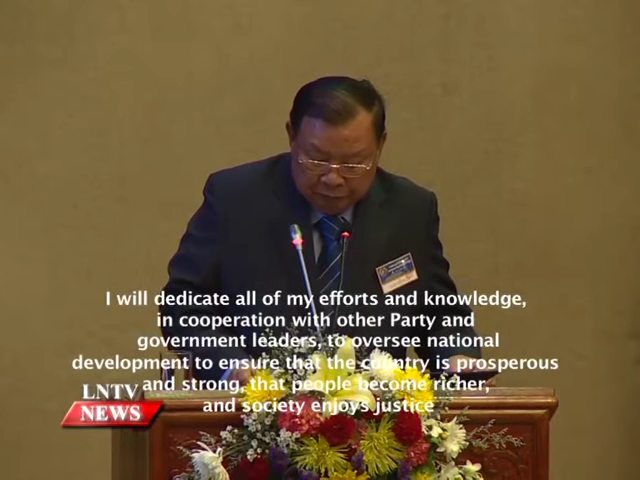 I will dedicate all of my efforts and knowledge,
in cooperation with other Party and
government leaders, to oversee national
development to ensure that the country is prosperous
and strong, that people become richer,
and society enjoys justice
LNTV
NEWS